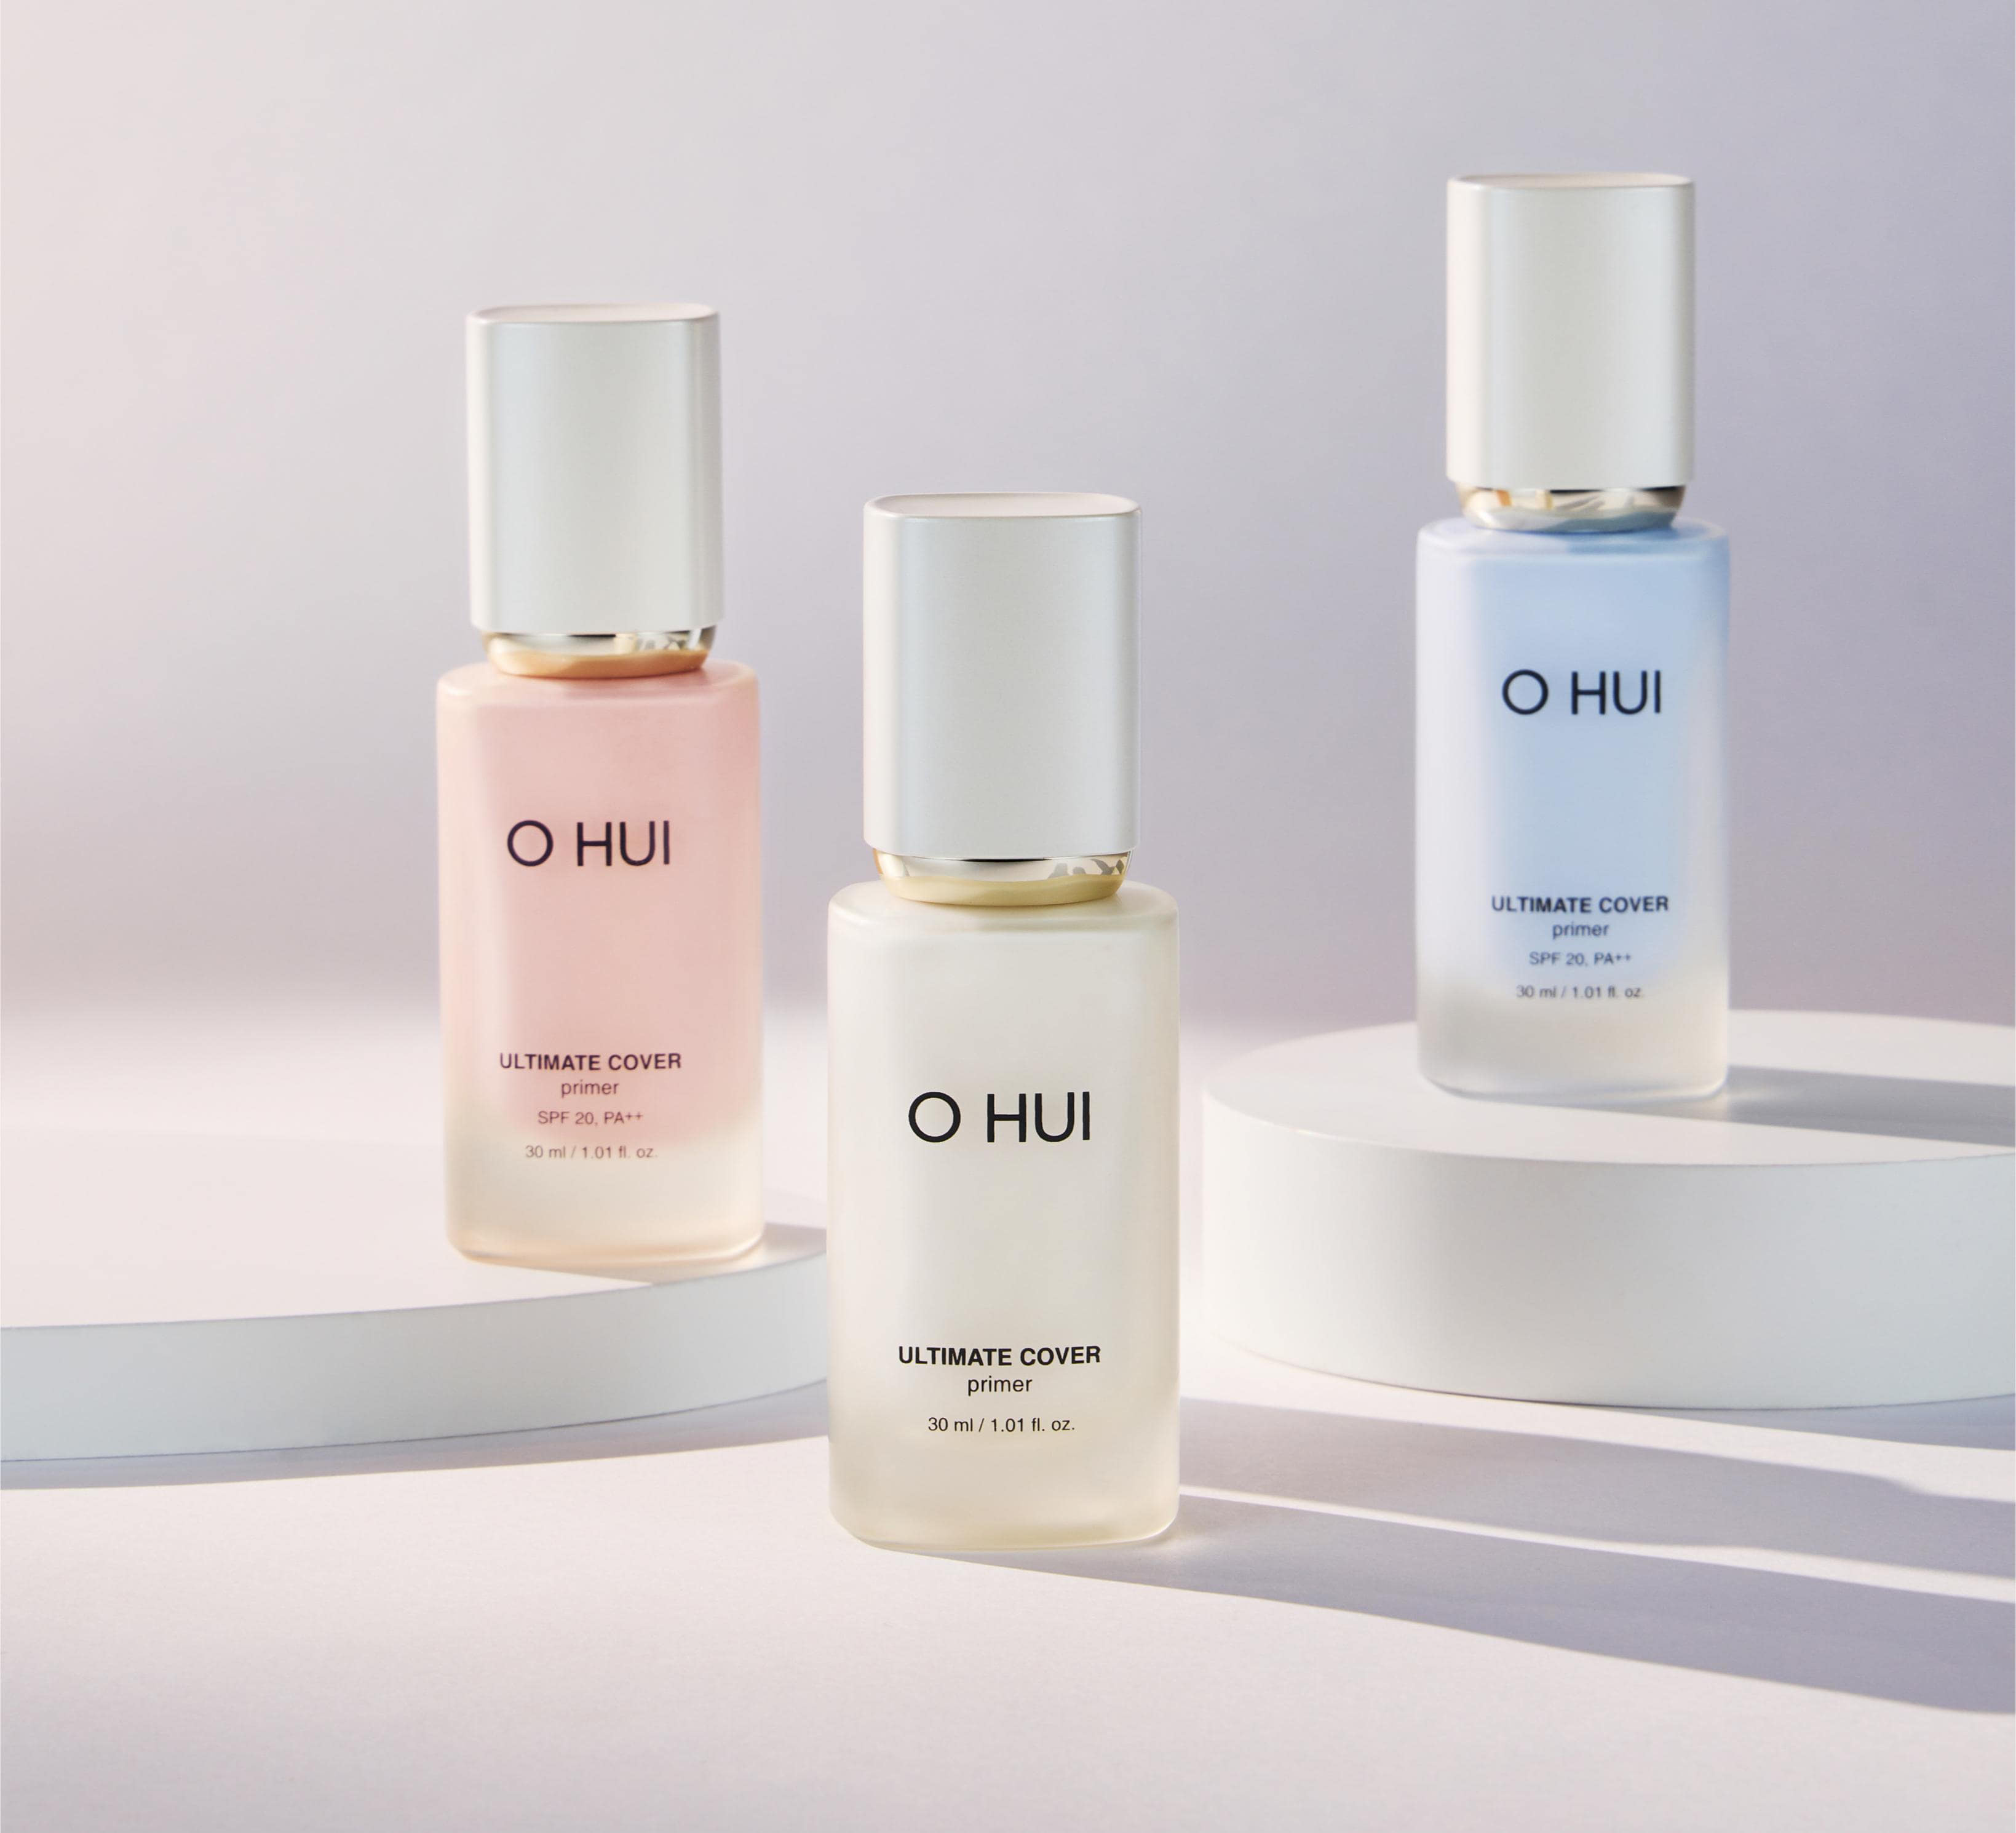 O HUI
ULTIMATE COVER
primer
SPF 20, PA++
30 ml / 1.01 fl. oz.
O HUI
ULTIMATE COVER
primer
30 ml / 1.01 fl. oz.
O HUI
ULTIMATE COVER
primer
SPF 20, PA++
30 ml / 1.01 fl. oz.